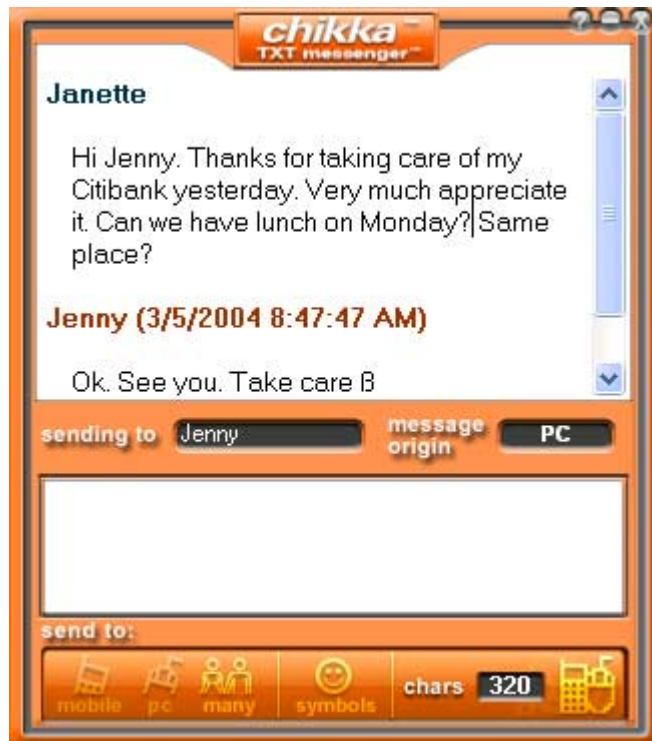 chikka™
TXT messenger™
? X
Janette
Hi Jenny. Thanks for taking care of my
Citibank yesterday. Very much appreciate
it. Can we have lunch on Monday? Same
place?
Jenny (3/5/2004 8:47:47 AM)
Ok. See you. Take care ß
sending to Jenny message origin PC
send to:
mobile pc many symbols chars 320